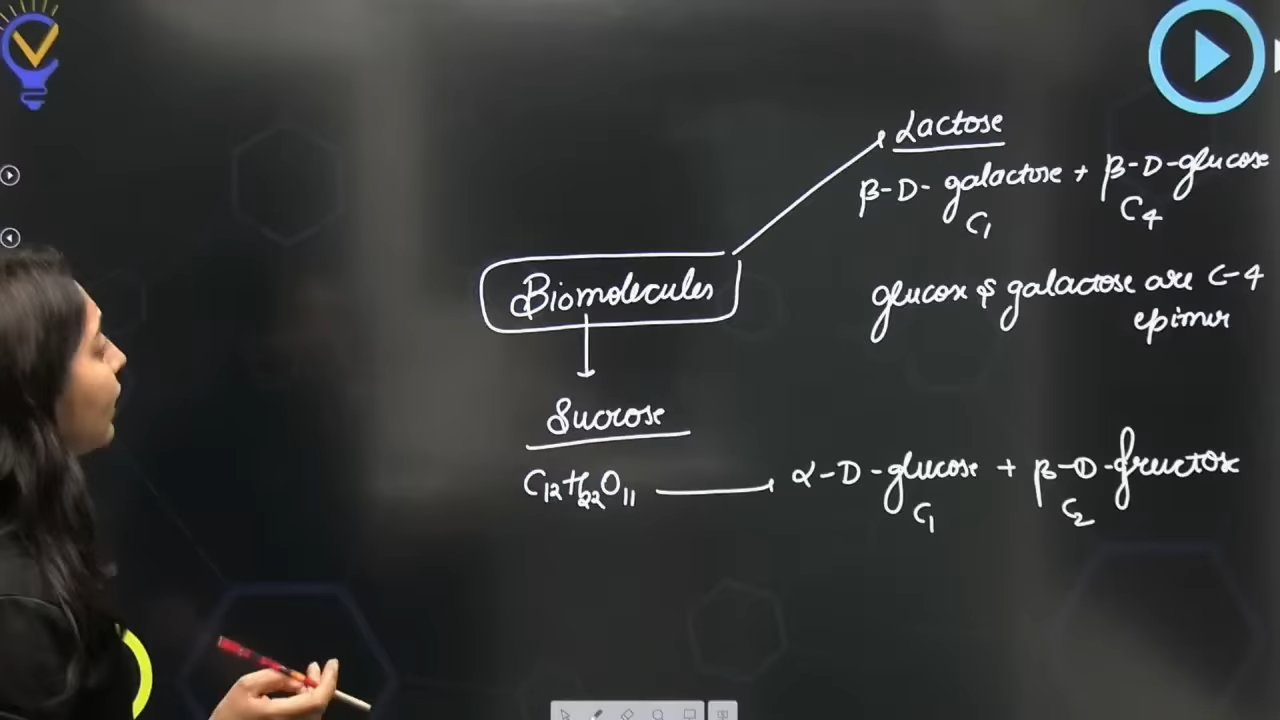 Lactose
β-D-galactose + β-D-glucose
C1 C4
Biomolecules
glucose & galactose are C-4
epimer
Sucrose
C12H22O11 α-D-glucose + β-D-fructose
C1 C2